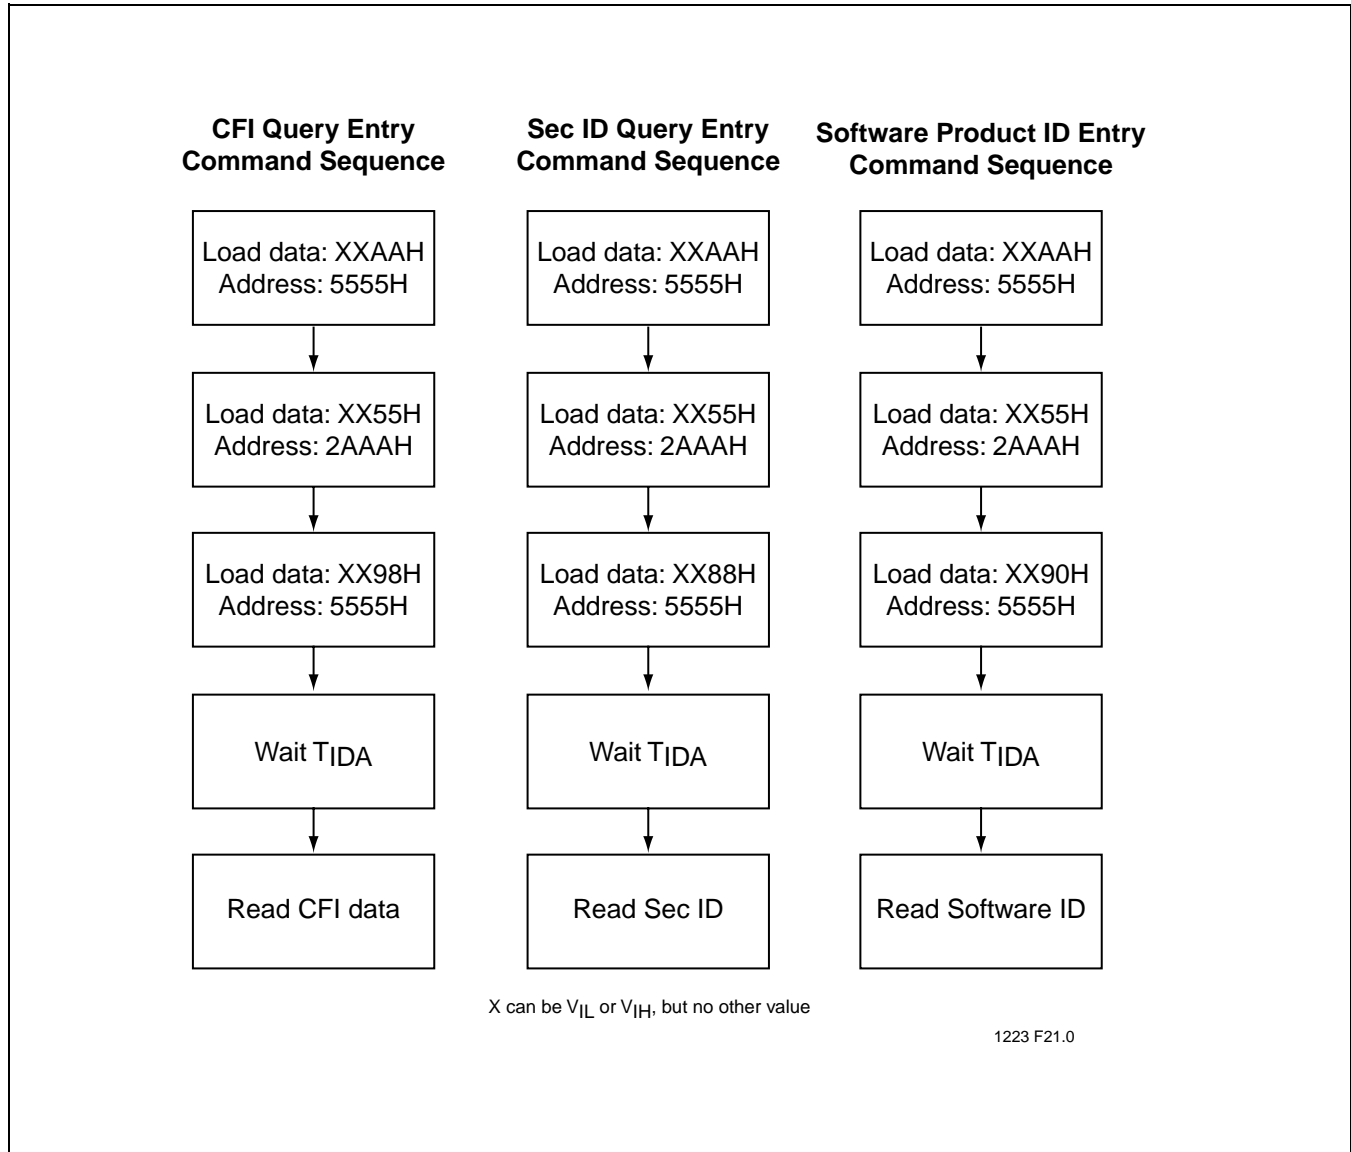 CFI Query Entry
Command Sequence
Load data: XXAAH
Address: 5555H
Load data: XX55H
Address: 2AAAH
Load data: XX98H
Address: 5555H
Wait TIDA
Read CFI data
Sec ID Query Entry
Command Sequence
Load data: XXAAH
Address: 5555H
Load data: XX55H
Address: 2AAAH
Load data: XX88H
Address: 5555H
Wait TIDA
Read Sec ID
Software Product ID Entry
Command Sequence
Load data: XXAAH
Address: 5555H
Load data: XX55H
Address: 2AAAH
Load data: XX90H
Address: 5555H
Wait TIDA
Read Software ID
X can be VIL or VIH, but no other value
1223 F21.0